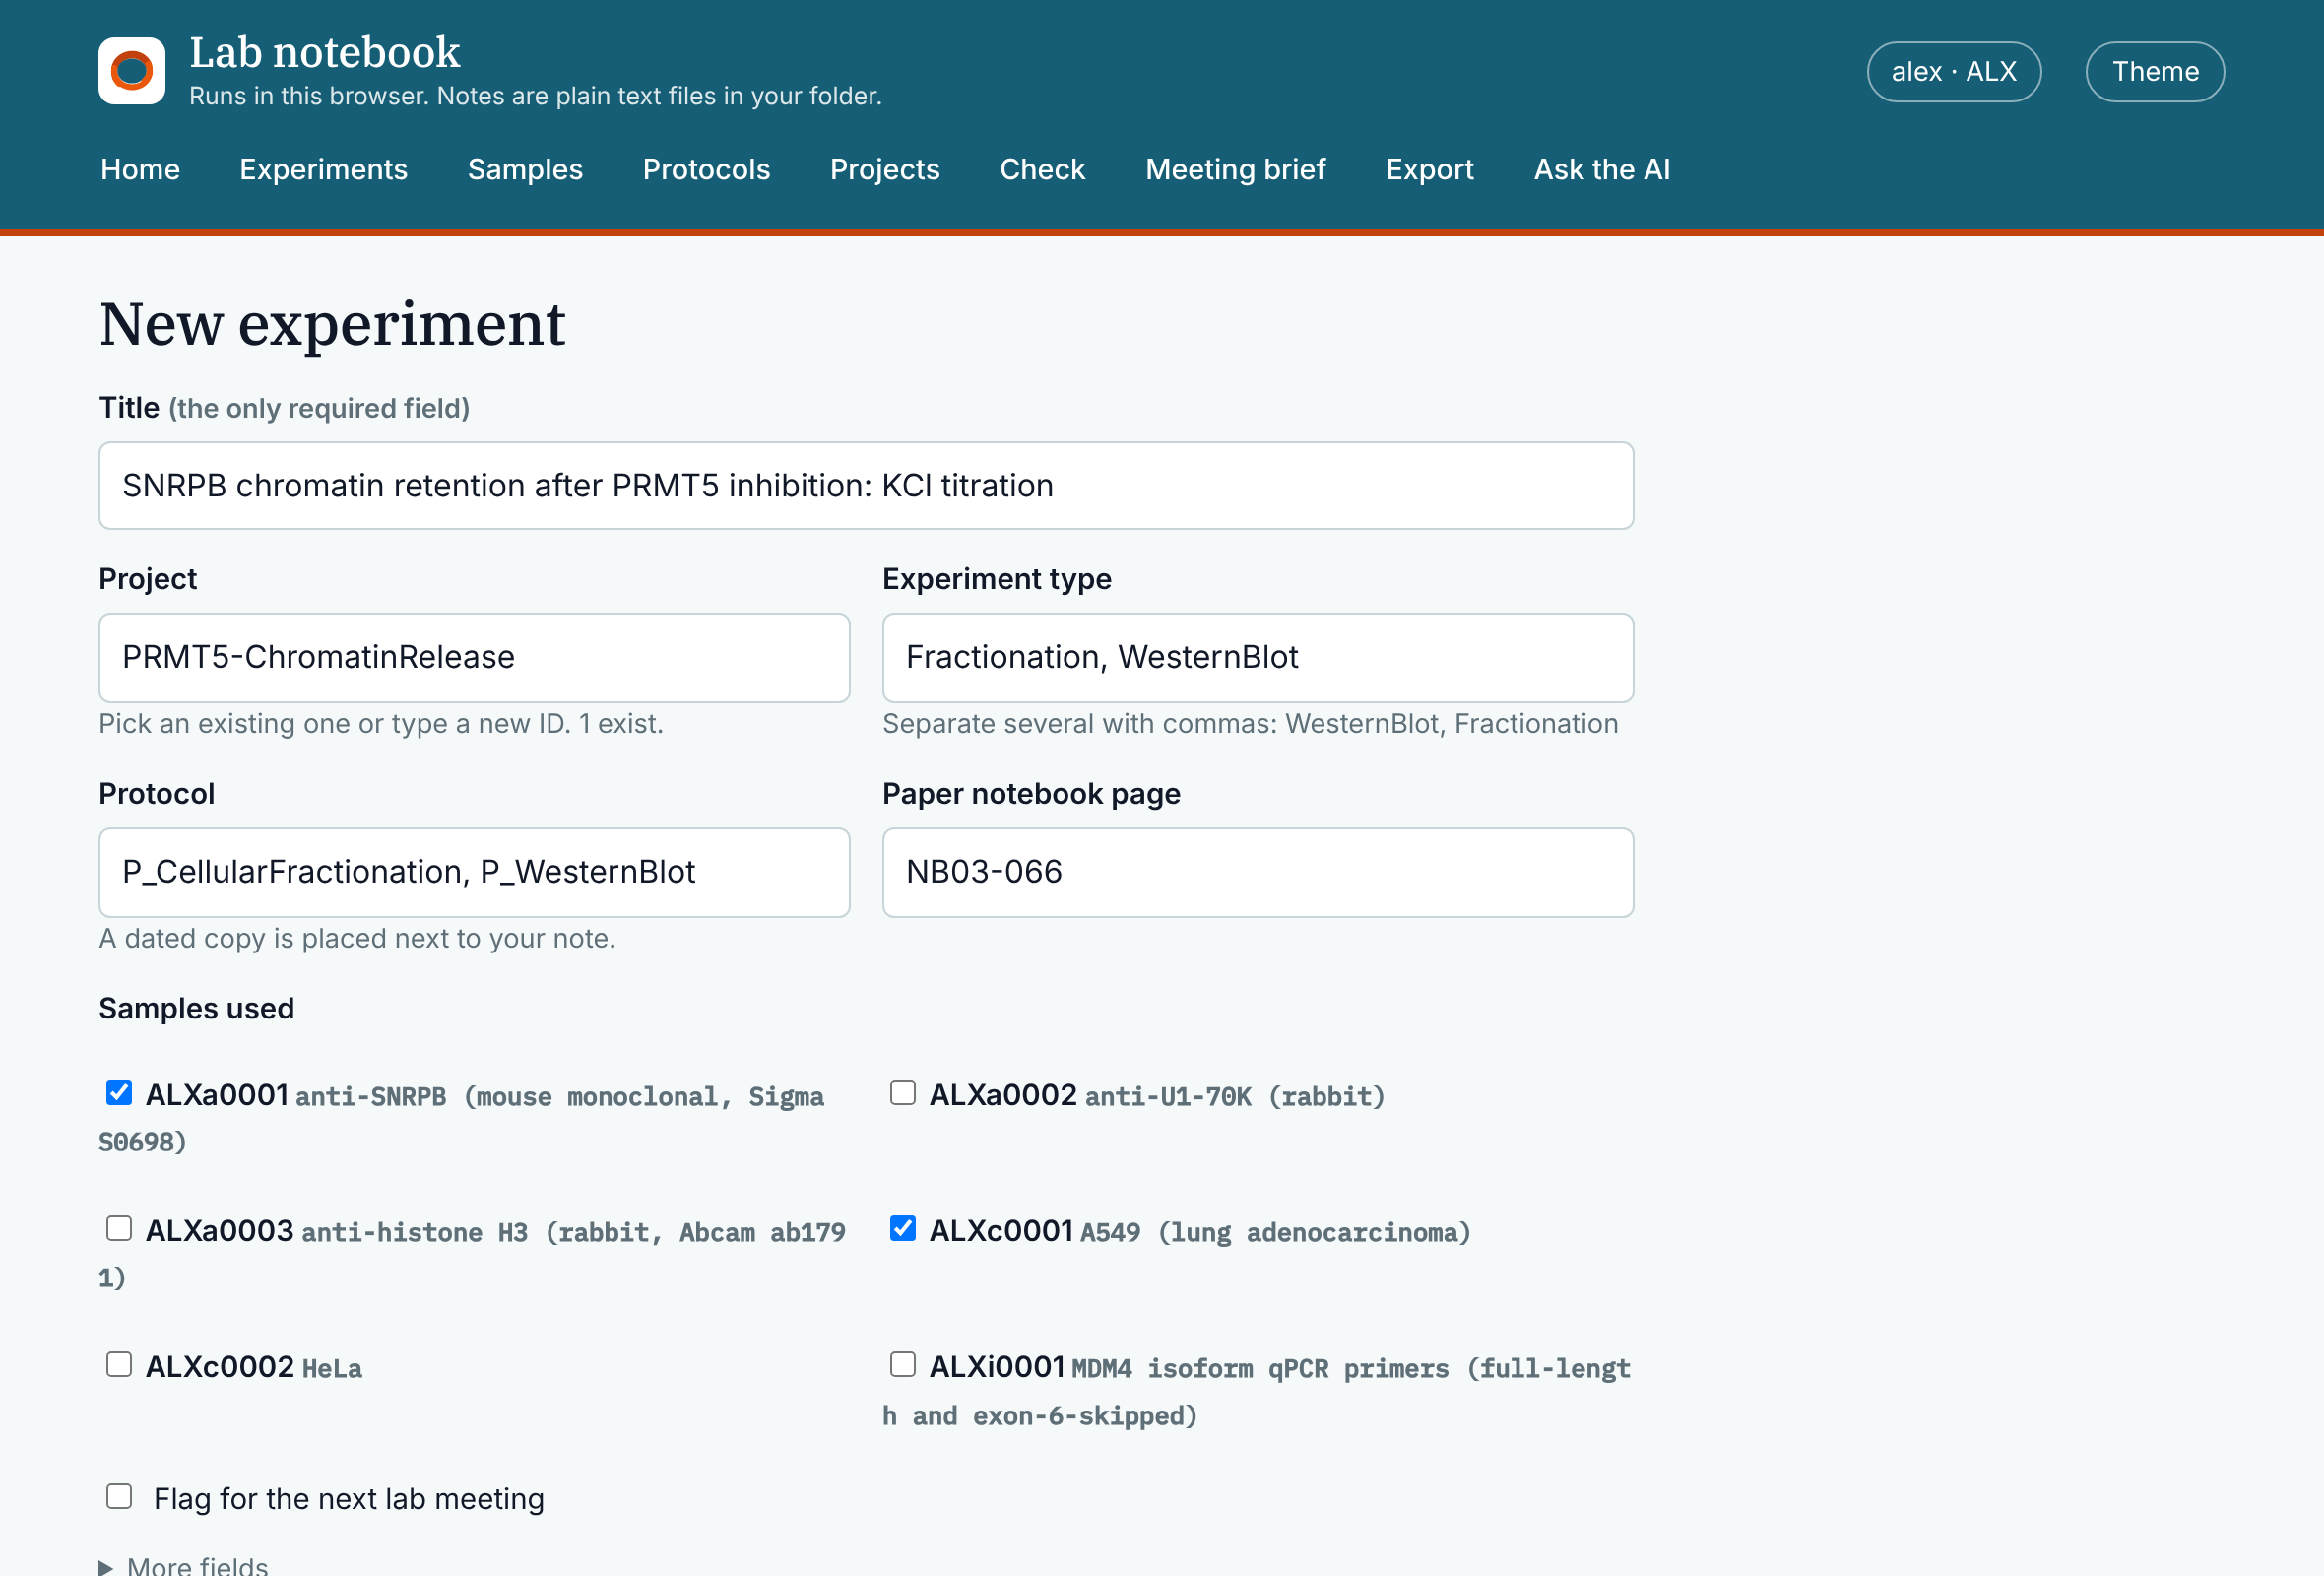 Lab notebook
Runs in this browser. Notes are plain text files in your folder.
alex · ALX
Theme
Home Experiments Samples Protocols Projects Check Meeting brief Export Ask the AI
New experiment
Title (the only required field)
SNRPB chromatin retention after PRMT5 inhibition: KCl titration
Project
PRMT5-ChromatinRelease
Pick an existing one or type a new ID. 1 exist.
Experiment type
Fractionation, WesternBlot
Separate several with commas: WesternBlot, Fractionation
Protocol
P_CellularFractionation, P_WesternBlot
A dated copy is placed next to your note.
Paper notebook page
NB03-066
Samples used
ALXa0001 anti-SNRPB (mouse monoclonal, Sigma
S0698)
ALXa0002 anti-U1-70K (rabbit)
ALXa0003 anti-histone H3 (rabbit, Abcam ab179
1)
ALXc0001 A549 (lung adenocarcinoma)
ALXc0002 HeLa
ALXi0001 MDM4 isoform qPCR primers (full-lengt
h and exon-6-skipped)
Flag for the next lab meeting
More fields